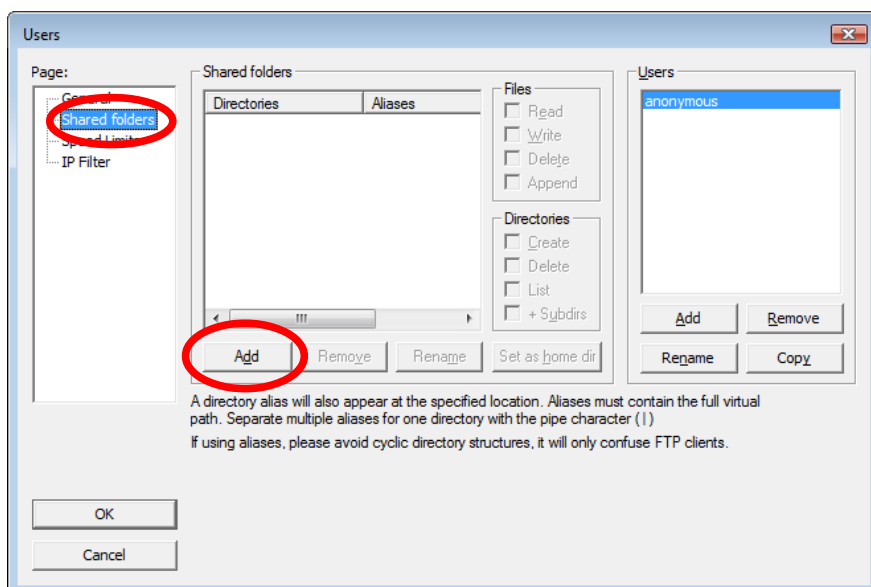 Users
Page:
General
Shared folders
Speed Limits
IP Filter
Shared folders
Directories
Aliases
Files
Read
Write
Delete
Append
Directories
Create
Delete
List
+ Subdirs
Add
Remove
Rename
Set as home dir
Users
anonymous
Add
Remove
Rename
Copy
A directory alias will also appear at the specified location. Aliases must contain the full virtual
path. Separate multiple aliases for one directory with the pipe character (|)
If using aliases, please avoid cyclic directory structures, it will only confuse FTP clients.
OK
Cancel